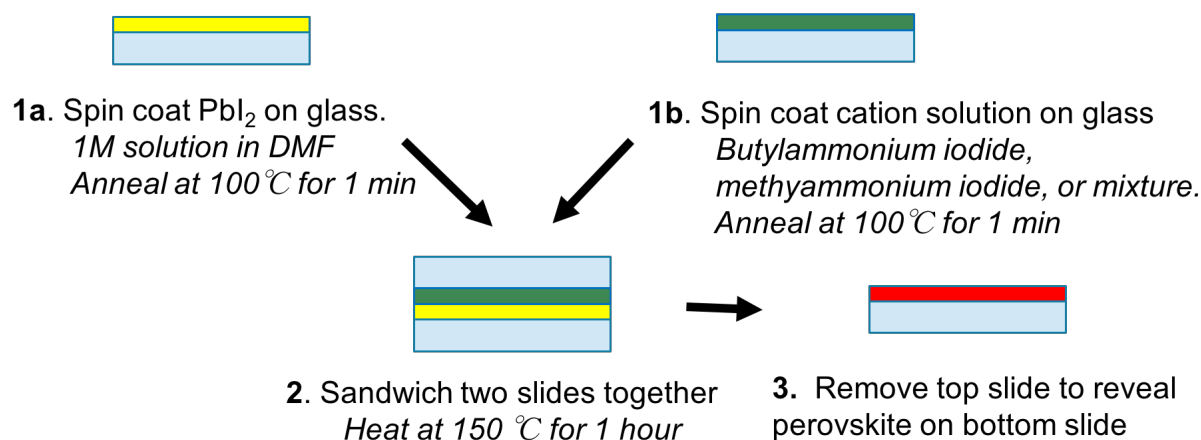 1a. Spin coat PbI₂ on glass.
1M solution in DMF
Anneal at 100℃ for 1 min
1b. Spin coat cation solution on glass
Butylammonium iodide,
methyammonium iodide, or mixture.
Anneal at 100℃ for 1 min
2. Sandwich two slides together
Heat at 150 ℃ for 1 hour
3. Remove top slide to reveal
perovskite on bottom slide